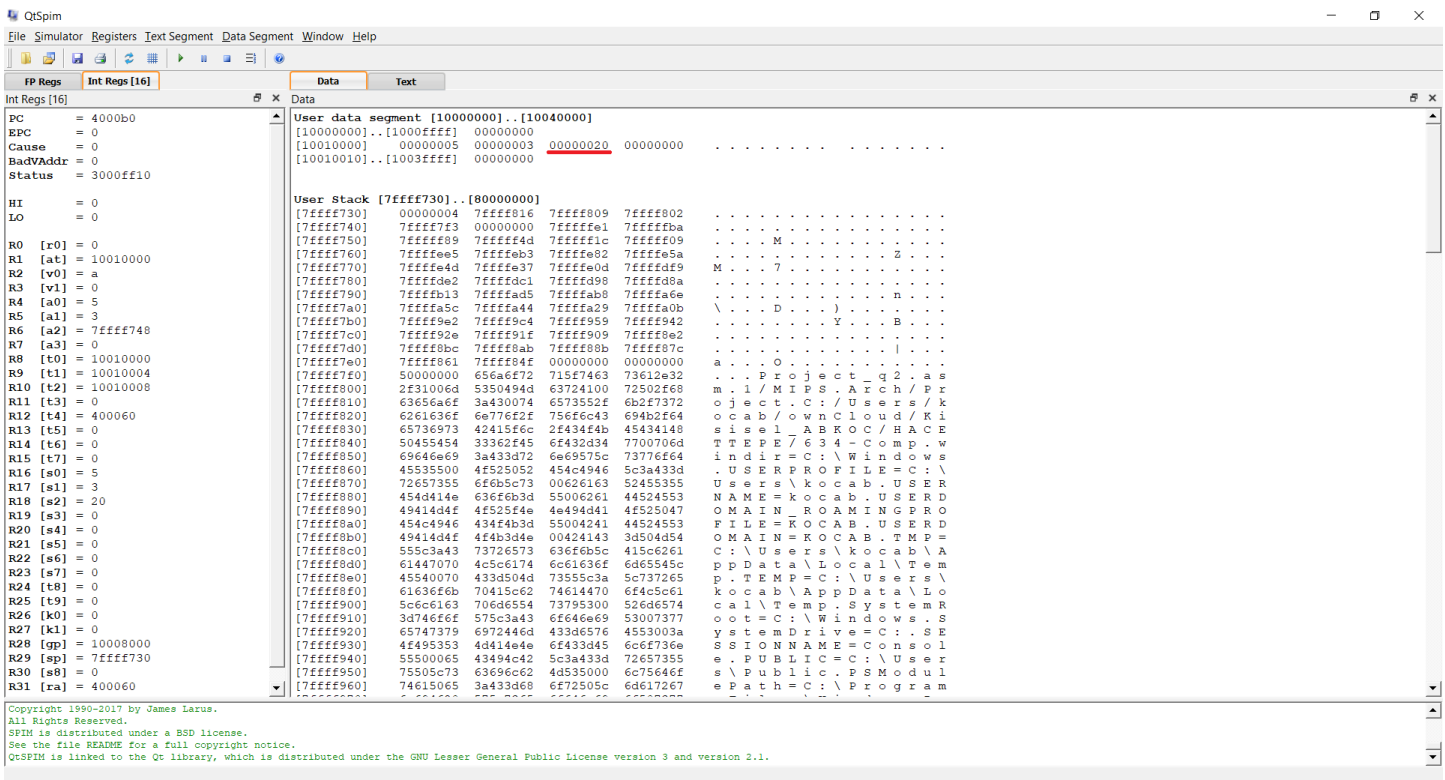 QtSpim
File Simulator Registers Text Segment Data Segment Window Help
FP Regs Int Regs [16] Data Text
Int Regs [16] Data
PC = 4000b0
EPC = 0
Cause = 0
BadVAddr = 0
Status = 3000ff10
HI = 0
LO = 0
R0 [r0] = 0
R1 [at] = 10010000
R2 [v0] = a
R3 [v1] = 0
R4 [a0] = 5
R5 [a1] = 3
R6 [a2] = 7ffff748
R7 [a3] = 0
R8 [t0] = 10010000
R9 [t1] = 10010004
R10 [t2] = 10010008
R11 [t3] = 0
R12 [t4] = 400060
R13 [t5] = 0
R14 [t6] = 0
R15 [t7] = 0
R16 [s0] = 5
R17 [s1] = 3
R18 [s2] = 20
R19 [s3] = 0
R20 [s4] = 0
R21 [s5] = 0
R22 [s6] = 0
R23 [s7] = 0
R24 [t8] = 0
R25 [t9] = 0
R26 [k0] = 0
R27 [k1] = 0
R28 [gp] = 10008000
R29 [sp] = 7ffff730
R30 [s8] = 0
R31 [ra] = 400060
User data segment [10000000]..[10040000]
[10000000]..[1000ffff] 00000000
[10010000] 00000005 00000003 00000020 00000000 . . . . . . . . . . . . . . .
[10010010]..[1003ffff] 00000000
User Stack [7ffff730]..[80000000]
[7ffff730] 00000004 7ffff816 7ffff809 7ffff802 . . . . . . . . . . . . . . . .
[7ffff740] 7ffff7f3 00000000 7fffffe1 7fffffba . . . . . . . . . . . . . . . .
[7ffff750] 7fffff89 7fffff4d 7fffff1c 7fffff09 . . . . M . . . . . . . . . . .
[7ffff760] 7ffffee5 7ffffeb3 7ffffe82 7ffffe5a . . . . . . . . . . . . Z . . .
[7ffff770] 7ffffe4d 7ffffe37 7ffffe0d 7ffffdf9 M . . . 7 . . . . . . . . . . .
[7ffff780] 7ffffde2 7ffffdc1 7ffffd98 7ffffd8a . . . . . . . . . . . . . . . .
[7ffff790] 7ffffb13 7ffffad5 7ffffab8 7ffffa6e . . . . . . . . . . . . n . . .
[7ffff7a0] 7ffffa5c 7ffffa44 7ffffa29 7ffffa0b \ . . . D . . . ) . . . . . . .
[7ffff7b0] 7ffff9e2 7ffff9c4 7ffff959 7ffff942 . . . . . . . . Y . . . B . . .
[7ffff7c0] 7ffff92e 7ffff91f 7ffff909 7ffff8e2 . . . . . . . . . . . . . . . .
[7ffff7d0] 7ffff8bc 7ffff8ab 7ffff88b 7ffff87c . . . . . . . . . . . . | . . .
[7ffff7e0] 7ffff861 7ffff84f 00000000 00000000 a . . . O . . . . . . . . . . .
[7ffff7f0] 50000000 656a6f72 715f7463 73612e32 . . . P r o j e c t _ q 2 . a s
[7ffff800] 2f31006d 5350494d 63724100 72502f68 m . 1 / M I P S . A r c h / P r
[7ffff810] 63656a6f 3a430074 6573552f 6b2f7372 o j e c t . C : / U s e r s / k
[7ffff820] 6261636f 6e776f2f 756f6c43 694b2f64 o c a b / o w n C l o u d / K i
[7ffff830] 65736973 42415f6c 2f434f4b 45434148 s i s e l _ A B K O C / H A C E
[7ffff840] 50455454 33362f45 6f432d34 7700706d T T E P E / 6 3 4 - C o m p . w
[7ffff850] 69646e69 3a433d72 6e69575c 73776f64 i n d i r = C : \ W i n d o w s
[7ffff860] 45535500 4f525052 454c4946 5c3a433d . U S E R P R O F I L E = C : \
[7ffff870] 72657355 6f6b5c73 00626163 52455355 U s e r s \ k o c a b . U S E R
[7ffff880] 454d414e 636f6b3d 55006261 44524553 N A M E = k o c a b . U S E R D
[7ffff890] 49414d4f 4f525f4e 4e494d41 4f525047 O M A I N _ R O A M I N G P R O
[7ffff8a0] 454c4946 434f4b3d 55004241 44524553 F I L E = K O C A B . U S E R D
[7ffff8b0] 49414d4f 4f4b3d4e 00424143 3d504d54 O M A I N = K O C A B . T M P =
[7ffff8c0] 555c3a43 73726573 636f6b5c 415c6261 C : \ U s e r s \ k o c a b \ A
[7ffff8d0] 61447070 4c5c6174 6c61636f 6d65545c p p D a t a \ L o c a l \ T e m
[7ffff8e0] 45540070 433d504d 73555c3a 5c737265 p . T E M P = C : \ U s e r s \
[7ffff8f0] 61636f6b 70415c62 74614470 6f4c5c61 k o c a b \ A p p D a t a \ L o
[7ffff900] 5c6c6163 706d6554 73795300 526d6574 c a l \ T e m p . S y s t e m R
[7ffff910] 3d746f6f 575c3a43 6f646e69 53007377 o o t = C : \ W i n d o w s . S
[7ffff920] 65747379 6972446d 433d6576 4553003a y s t e m D r i v e = C : . S E
[7ffff930] 4f495353 4d414e4e 6f433d45 6c6f736e S S I O N N A M E = C o n s o l
[7ffff940] 55500065 43494c42 5c3a433d 72657355 e . P U B L I C = C : \ U s e r
[7ffff950] 75505c73 63696c62 4d535000 6c75646f s \ P u b l i c . P S M o d u l
[7ffff960] 74615065 3a433d68 6f72505c 6d617267 e P a t h = C : \ P r o g r a m
Copyright 1990-2017 by James Larus.
All Rights Reserved.
SPIM is distributed under a BSD license.
See the file README for a full copyright notice.
QtSPIM is linked to the Qt library, which is distributed under the GNU Lesser General Public License version 3 and version 2.1.